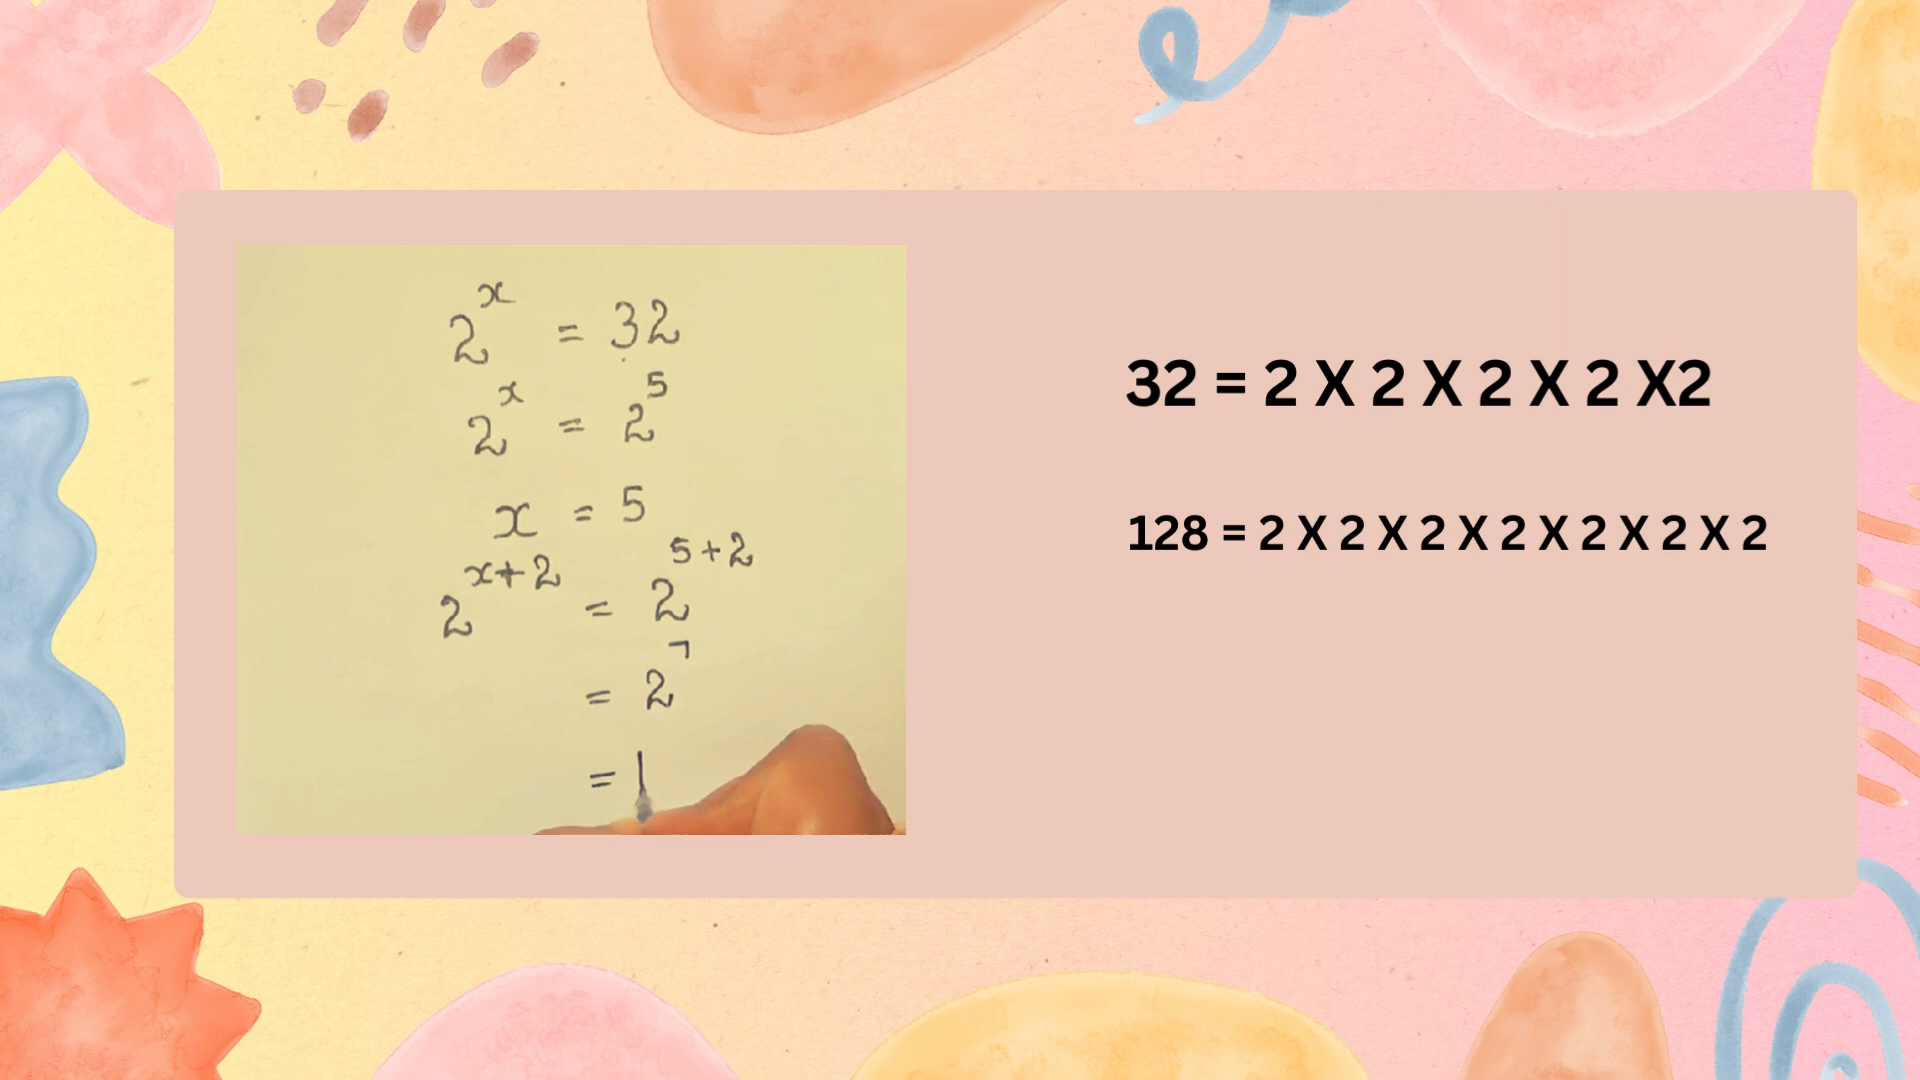 2^x = 32
2^x = 2^5
x = 5
2^(x+2) = 2^(5+2)
= 2^7
= 1
32 = 2 X 2 X 2 X 2 X2
128 = 2 X 2 X 2 X 2 X 2 X 2 X 2